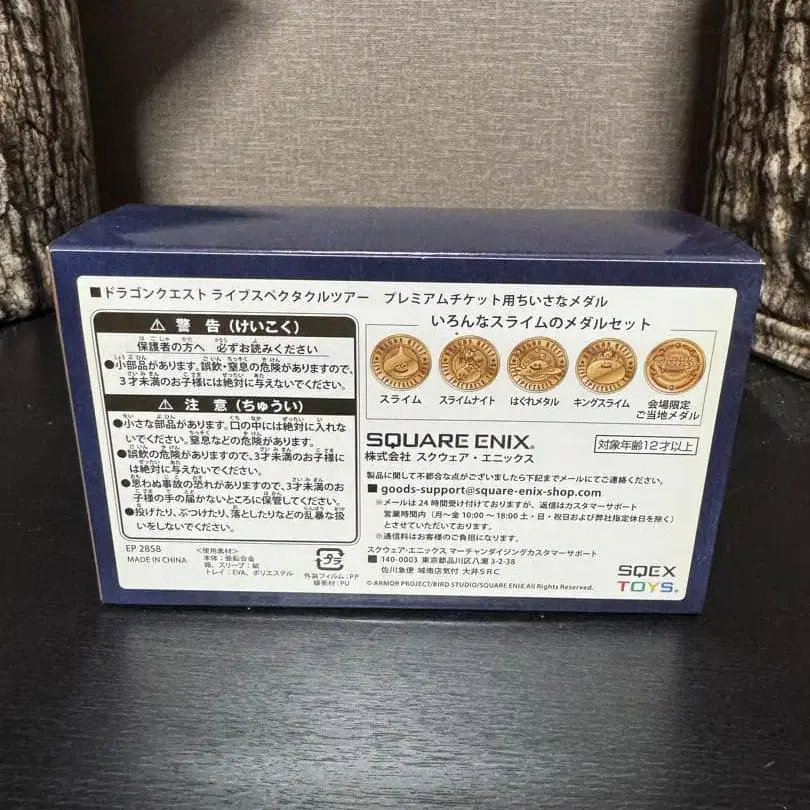 ■ドラゴンクエスト ライブスペクタクルツアー プレミアムチケット用ちいさなメダル
⚠ 警告(けいこく)
保護者の方へ 必ずお読みください
●小部品があります。誤飲・窒息の危険がありますので、
3才未満のお子様には絶対に与えないでください。
⚠ 注意(ちゅうい)
●小さな部品があります。口の中には絶対に入れな
いでください。窒息などの危険があります。
●誤飲の危険がありますので、3才未満のお子様に
は絶対に与えないでください。
●思わぬ事故の恐れがありますので、3才未満のお
子様の手の届かないところに保管してください。
●投げたり、ぶつけたり、落としたりなどの乱暴な扱
いをしないでください。
EP 2858
MADE IN CHINA
<使用素材>
本体:亜鉛合金
箱、スリーブ:紙
トレイ:EVA、ポリエステル
プラ
外装フィルム:PP
緩衝材:PU
いろんなスライムのメダルセット
スライム
スライムナイト
はぐれメタル
キングスライム
会場限定
ご当地メダル
SQUARE ENIX®
株式会社 スクウェア・エニックス
対象年齢12才以上
製品に関して不都合な点がございましたら下記までメールにてご連絡ください。
■goods-support@square-enix-shop.com
※メールは24時間受け付けておりますが、返信はカスタマーサポート
営業時間内(月〜金 10:00〜18:00 土・日・祝日および弊社指定休日を除く)
とさせていただいております。
※通信料はお客様のご負担になります。
スクウェア・エニックス マーチャンダイジングカスタマーサポート
■140-0003 東京都品川区八潮3-2-38
佐川急便 城南店気付 大井SRC
© ARMOR PROJECT/BIRD STUDIO/SQUARE ENIX All Rights Reserved.
SQEX
TOYS®